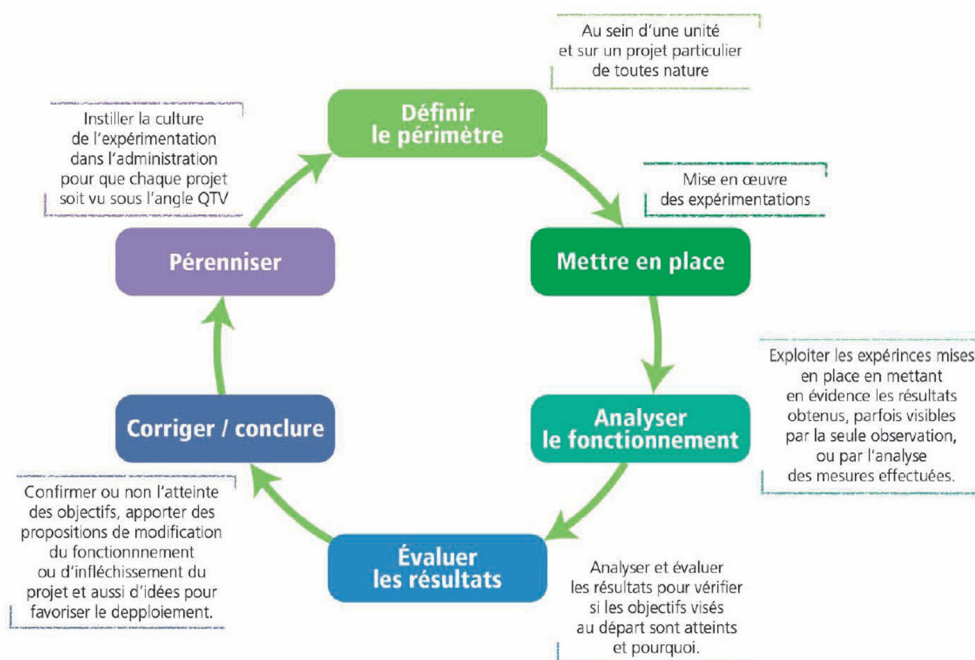 Définir
le périmètre
Au sein d'une unité
et sur un projet particulier
de toutes nature
Mettre en place
Mise en œuvre
des expérimentations
Analyser
le fonctionnement
Exploiter les expérinces mises
en place en mettant
en évidence les résultats
obtenus, parfois visibles
par la seule observation,
ou par l'analyse
des mesures effectuées.
Évaluer
les résultats
Analyser et évaluer
les résultats pour vérifier
si les objectifs visés
au départ sont atteints
et pourquoi.
Corriger / conclure
Confirmer ou non l'atteinte
des objectifs, apporter des
propositions de modification
du fonctionnnement
ou d'infléchissement du
projet et aussi d'idées pour
favoriser le depploiement.
Pérenniser
Instiller la culture
de l'expérimentation
dans l'administration
pour que chaque projet
soit vu sous l'angle QTV